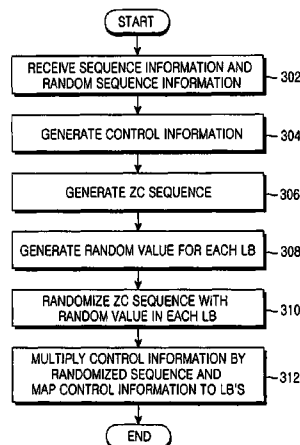 START
RECEIVE SEQUENCE INFORMATION AND
RANDOM SEQUENCE INFORMATION
302
GENERATE CONTROL INFORMATION
304
GENERATE ZC SEQUENCE
306
GENERATE RANDOM VALUE FOR EACH LB
308
RANDOMIZE ZC SEQUENCE WITH
RANDOM VALUE IN EACH LB
310
MULTIPLY CONTROL INFORMATION BY
RANDOMIZED SEQUENCE AND
MAP CONTROL INFORMATION TO LB'S
312
END